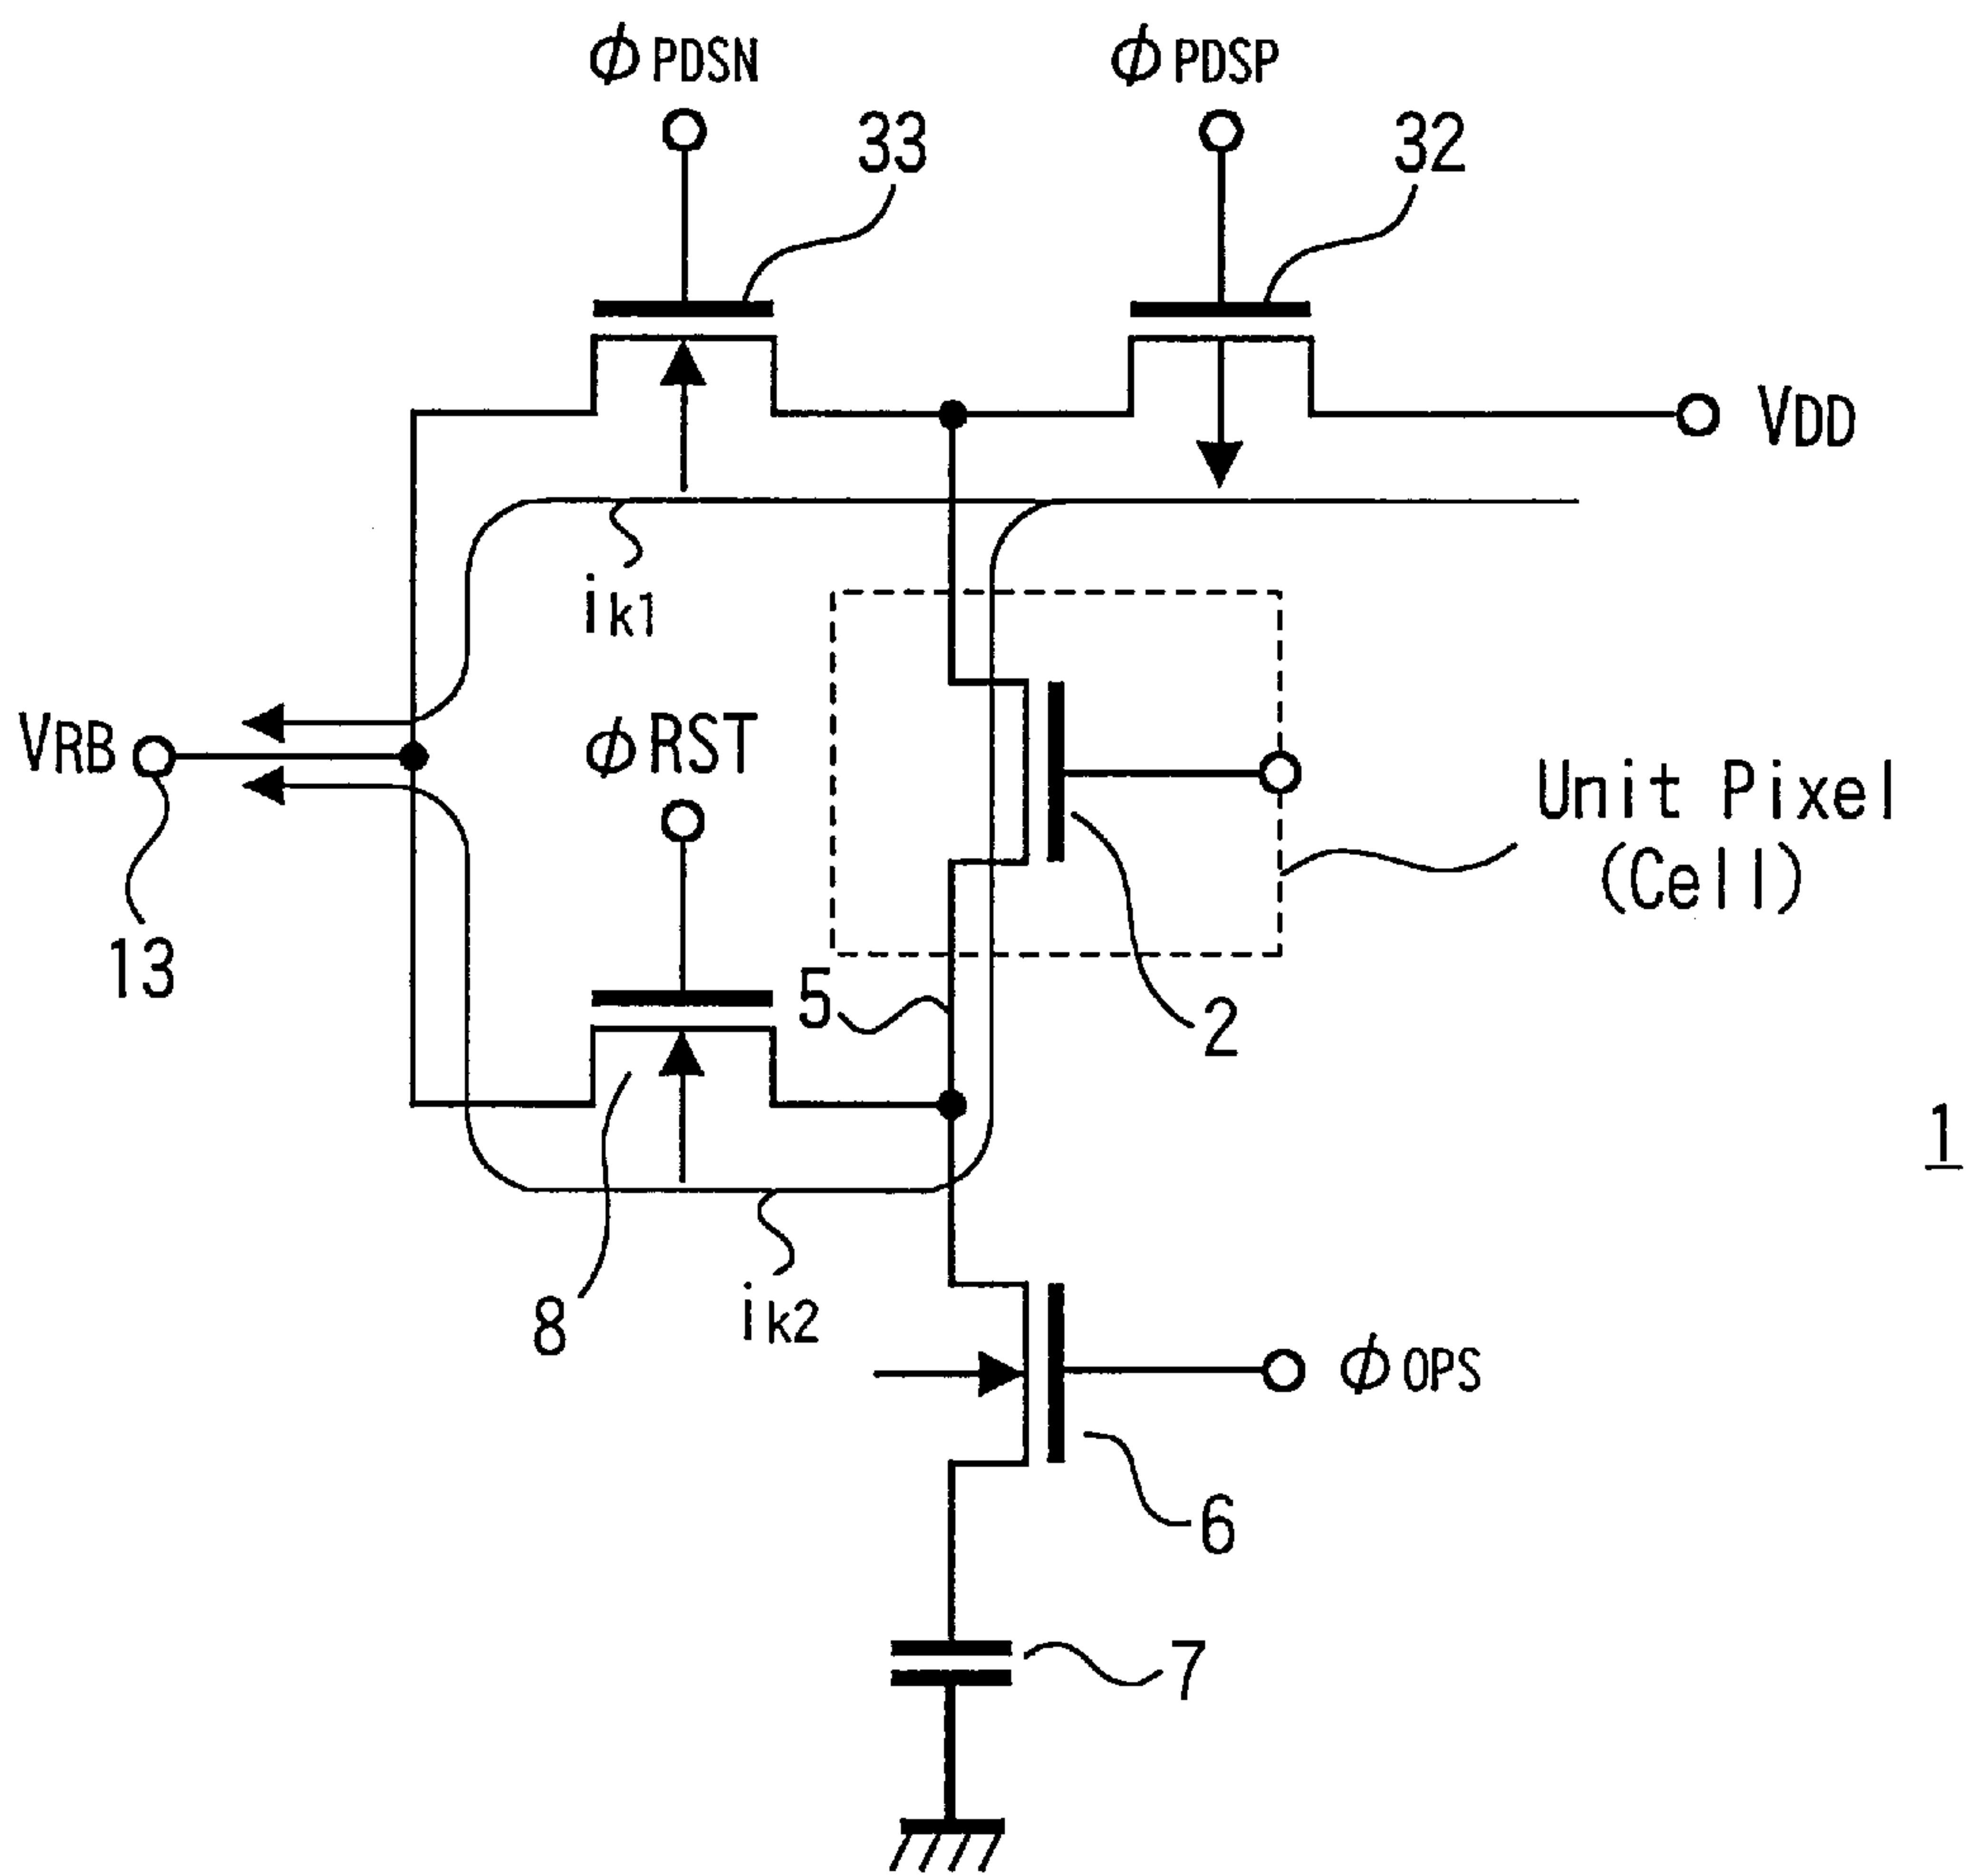 ϕPDSN
ϕPDSP
33
32
VDD
ik1
VRB
ϕRST
Unit Pixel
(Cell)
13
5
2
1
8
ik2
ϕOPS
6
7